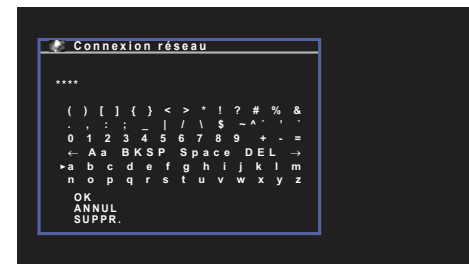 Connexion réseau
****
( ) [ ] { } < > * ! ? # % &
. , : ; _ | / \ $ ~ ^ ´ ' `
0 1 2 3 4 5 6 7 8 9 + - =
← Aa BKSP Space DEL →
▸a b c d e f g h i j k l m
n o p q r s t u v w x y z
OK
ANNUL
SUPPR.